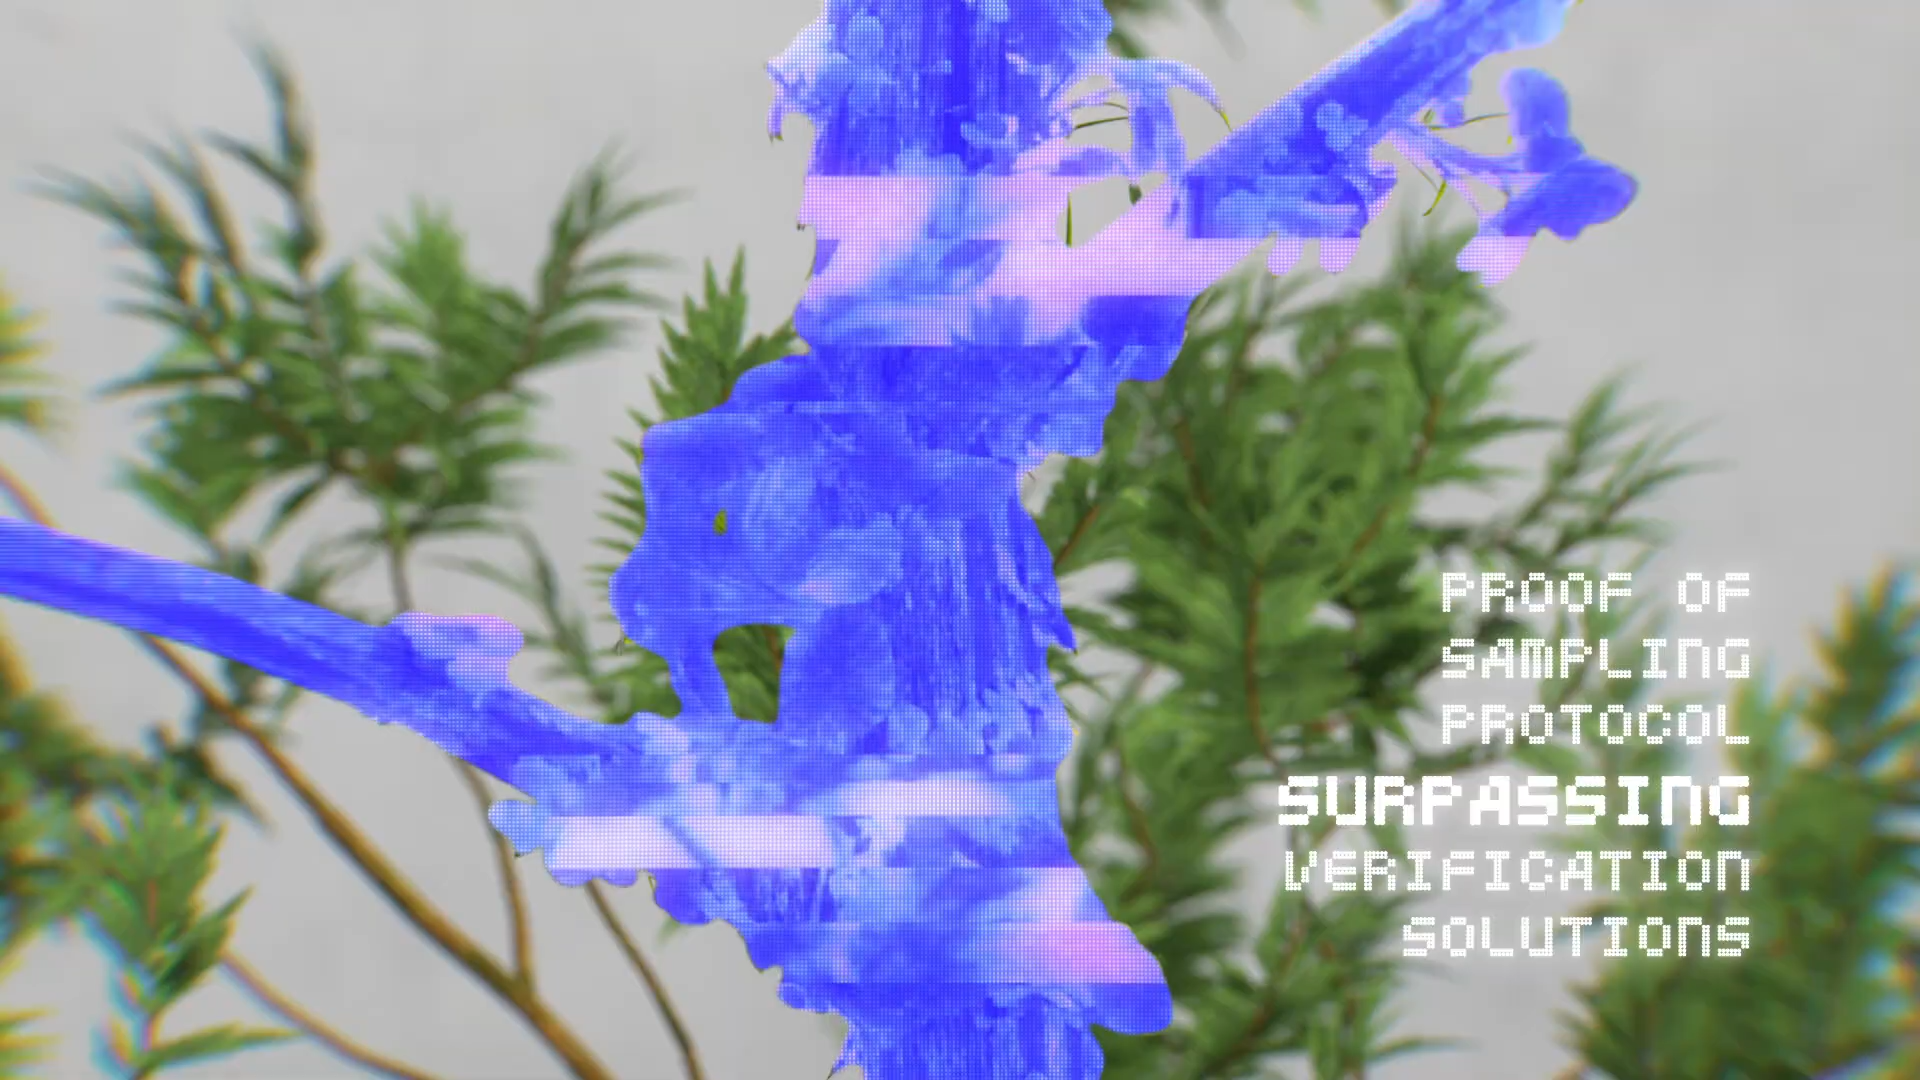 PROOF OF
SAMPLING
PROTOCOL
SURPASSING
VERIFICATION
SOLUTIONS